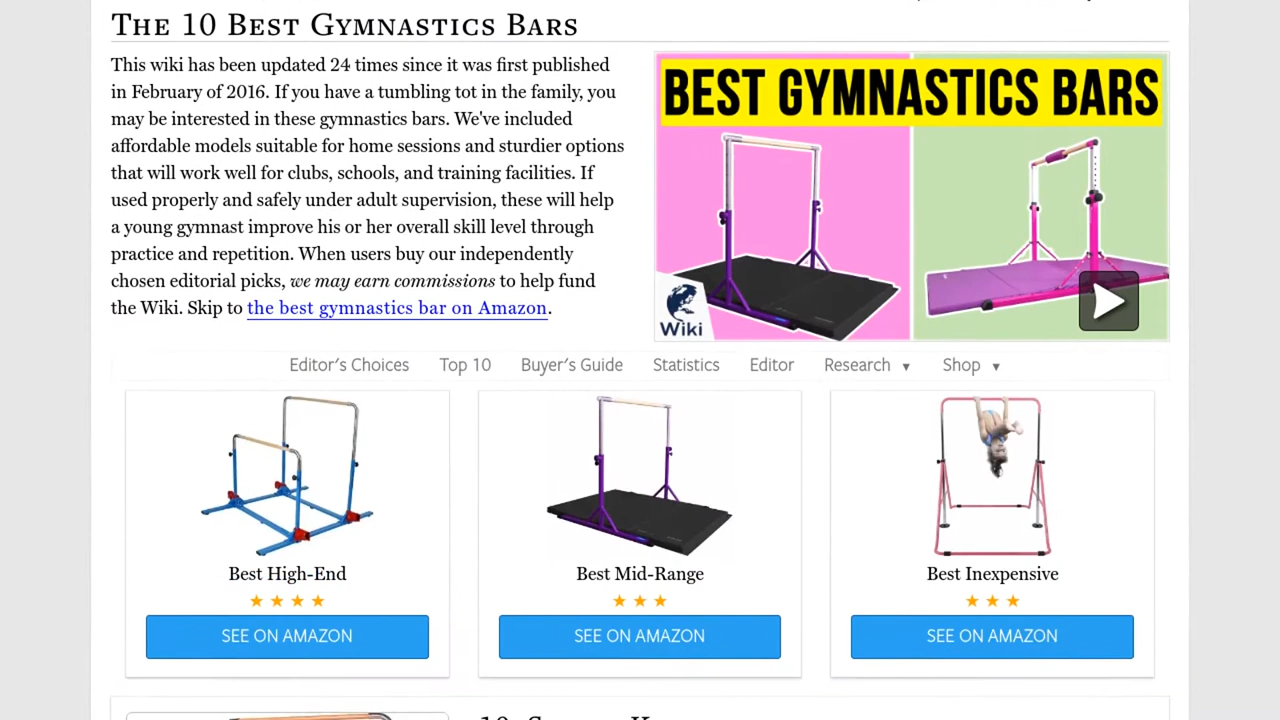 The 10 Best Gymnastics Bars
This wiki has been updated 24 times since it was first published
in February of 2016. If you have a tumbling tot in the family, you
may be interested in these gymnastics bars. We've included
affordable models suitable for home sessions and sturdier options
that will work well for clubs, schools, and training facilities. If
used properly and safely under adult supervision, these will help
a young gymnast improve his or her overall skill level through
practice and repetition. When users buy our independently
chosen editorial picks, we may earn commissions to help fund
the Wiki. Skip to the best gymnastics bar on Amazon.
BEST GYMNASTICS BARS
Wiki
Editor's Choices Top 10 Buyer's Guide Statistics Editor Research ▼ Shop ▼
Best High-End
★ ★ ★ ★
SEE ON AMAZON
Best Mid-Range
★ ★ ★
SEE ON AMAZON
Best Inexpensive
★ ★ ★
SEE ON AMAZON